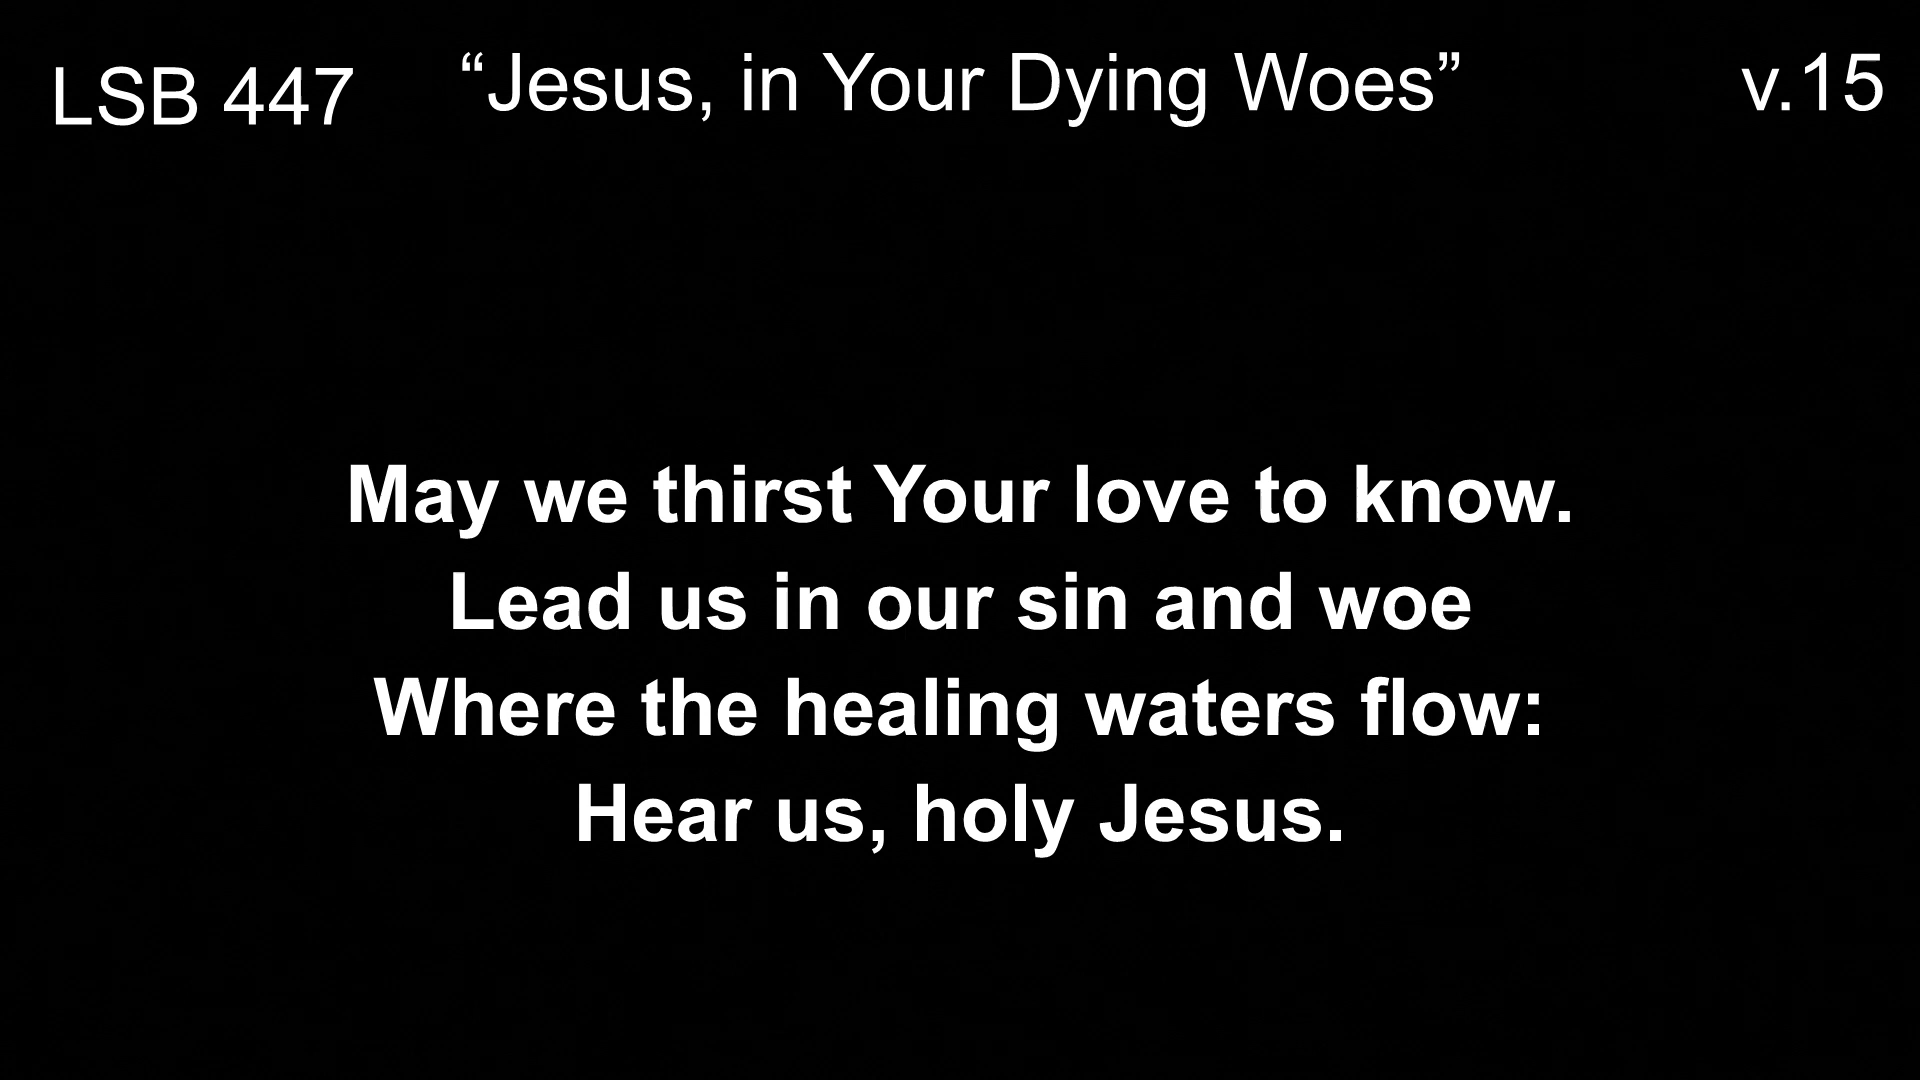 LSB 447
“Jesus, in Your Dying Woes”
v.15
May we thirst Your love to know.
Lead us in our sin and woe
Where the healing waters flow:
Hear us, holy Jesus.